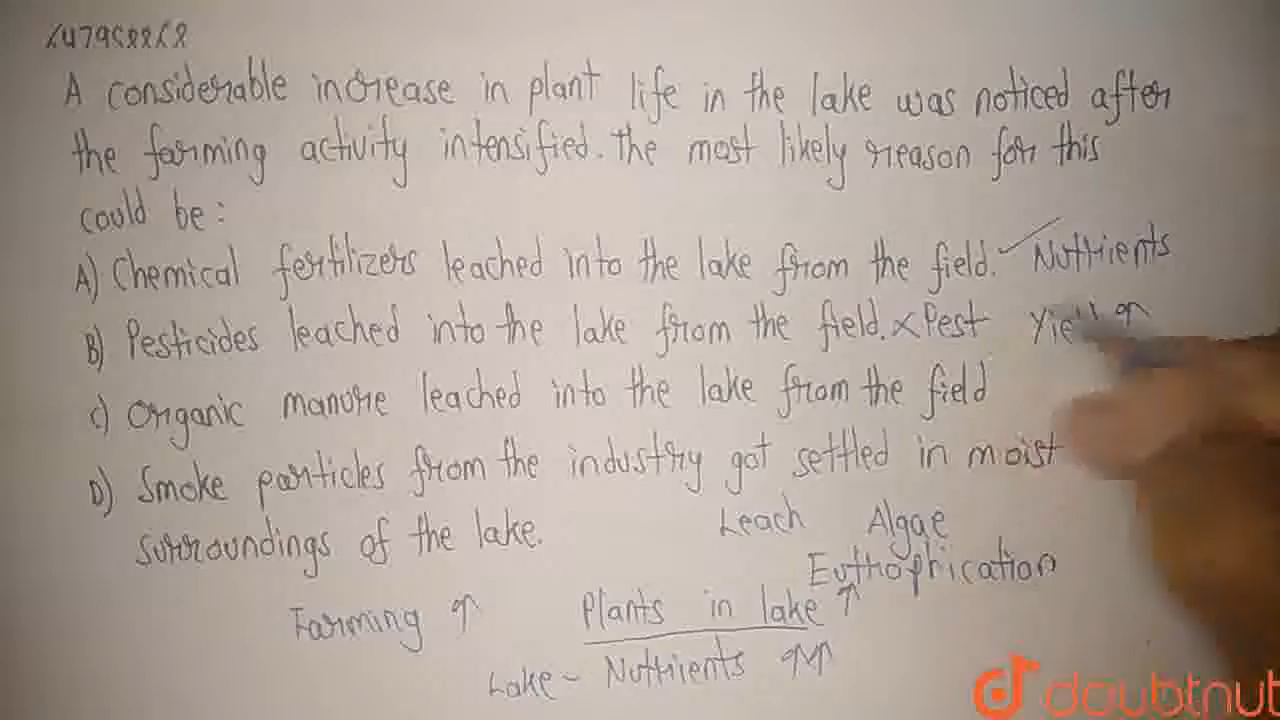 A considerable increase in plant life in the lake was noticed after
the farming activity intensified. The most likely reason for this
could be:
A) Chemical fertilizers leached into the lake from the field. ✓ Nutrients
B) Pesticides leached into the lake from the field. × Pest Yield ↑
C) Organic manure leached into the lake from the field
D) Smoke particles from the industry got settled in moist
surroundings of the lake.
Leach Algae
Euthophication
Farming ↑ Plants in lake ↑
Lake - Nutrients ↑↑↑
doubtnut